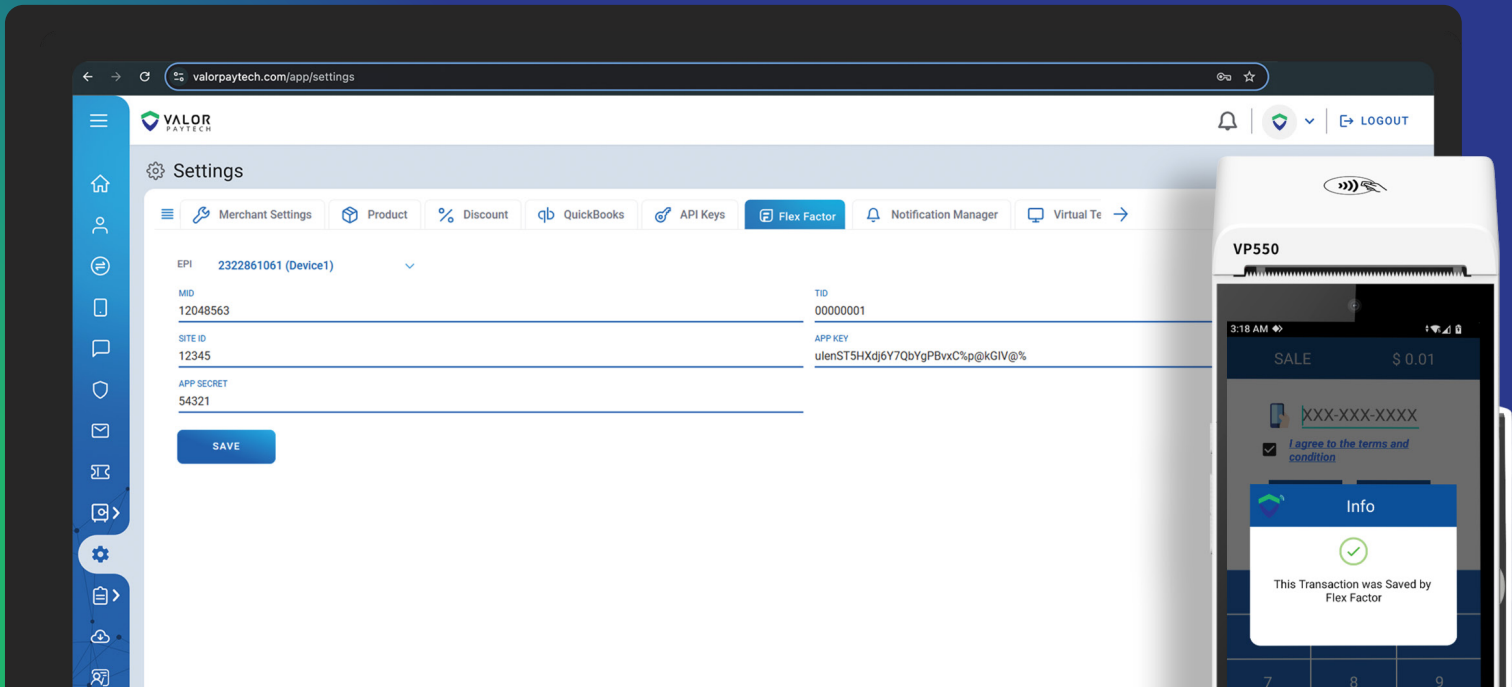 valorpaytech.com/app/settings
VALOR
PAYTECH
LOGOUT
Settings
Merchant Settings
Product
Discount
qb QuickBooks
API Keys
Flex Factor
Notification Manager
Virtual Te
EPI 2322861061 (Device1)
MID
12048563
TID
00000001
SITE ID
12345
APP KEY
APP SECRET
54321
SAVE
VP550
3:18 AM
SALE $ 0.01
XXX-XXX-XXXX
I agree to the terms and
condition
Info
This Transaction was Saved by
Flex Factor
7 8 9